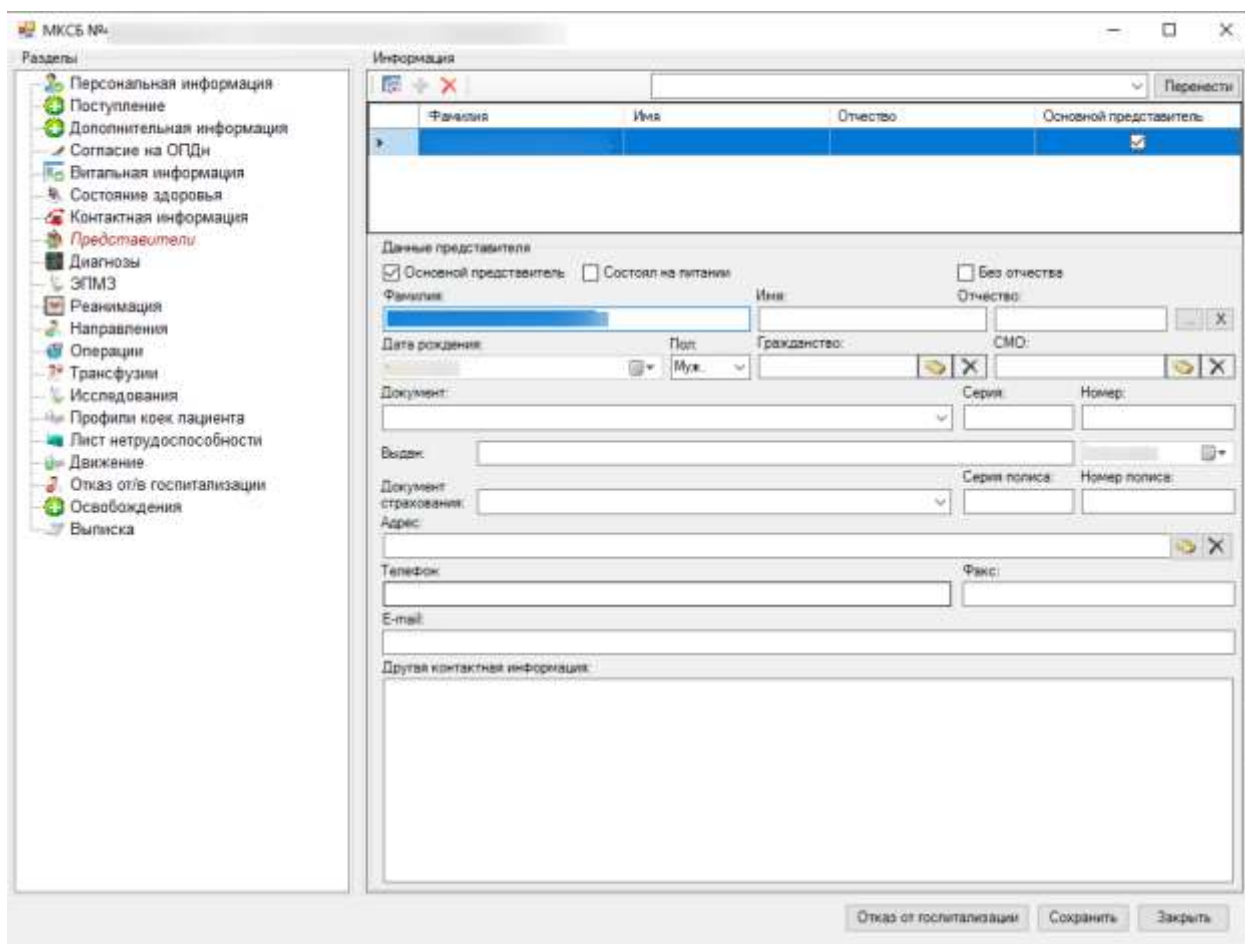 МКСБ №
Разделы
Персональная информация
Поступление
Дополнительная информация
Согласие на ОПДн
Витальная информация
Состояние здоровья
Контактная информация
Представители
Диагнозы
ЭПМЗ
Реанимация
Направления
Операции
Трансфузии
Исследования
Профили коек пациента
Лист нетрудоспособности
Движение
Отказ от/в госпитализации
Освобождения
Выписка
Информация
Перенести
Фамилия Имя Отчество Основной представитель
Данные представителя
Основной представитель Состоял на питании Без отчества
Фамилия: Имя: Отчество:
... X
Дата рождения: Пол: Гражданство: СМО:
Муж.
Документ: Серия: Номер:
Выдан:
Документ страхования: Серия полиса: Номер полиса:
Адрес:
Телефон: Факс:
E-mail:
Другая контактная информация:
Отказ от госпитализации Сохранить Закрыть